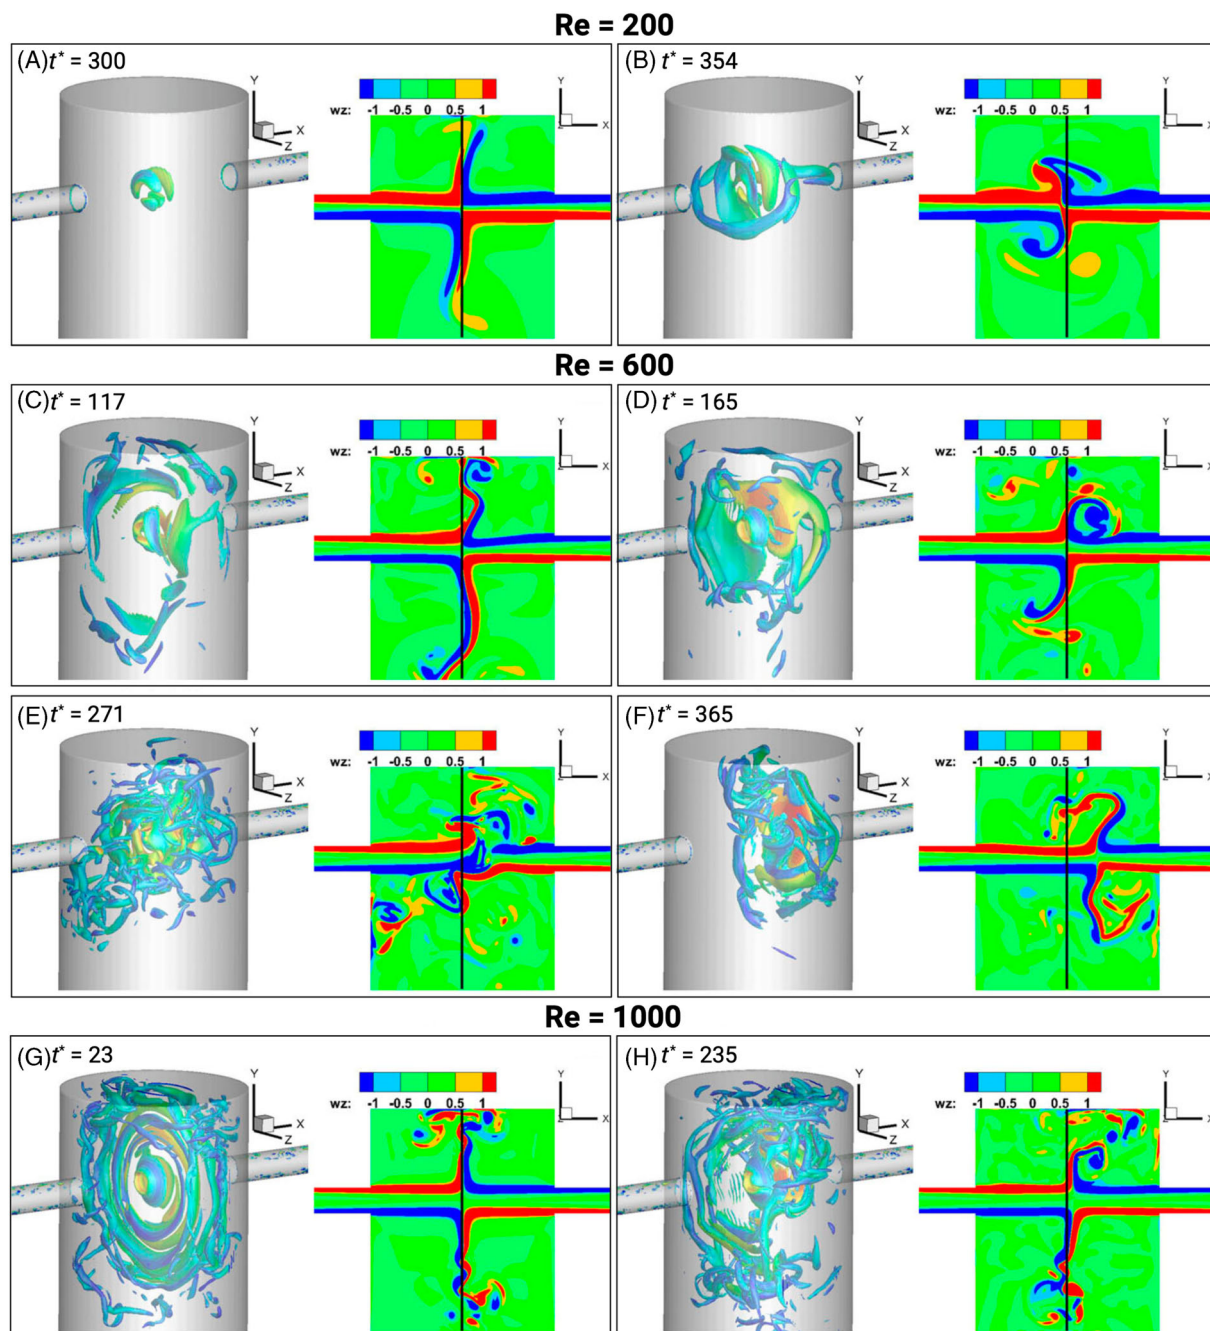 Re = 200
(A) t* = 300
Y
X
Z
wz: -1 -0.5 0 0.5 1
Y
Z X
(B) t* = 354
Y
X
Z
wz: -1 -0.5 0 0.5 1
Y
Z X
Re = 600
(C) t* = 117
Y
X
Z
wz: -1 -0.5 0 0.5 1
Y
Z X
(D) t* = 165
Y
X
Z
wz: -1 -0.5 0 0.5 1
Y
Z X
(E) t* = 271
Y
X
Z
wz: -1 -0.5 0 0.5 1
Y
Z X
(F) t* = 365
Y
X
Z
wz: -1 -0.5 0 0.5 1
Y
Z X
Re = 1000
(G) t* = 23
Y
X
Z
wz: -1 -0.5 0 0.5 1
Y
Z X
(H) t* = 235
Y
X
Z
wz: -1 -0.5 0 0.5 1
Y
Z X